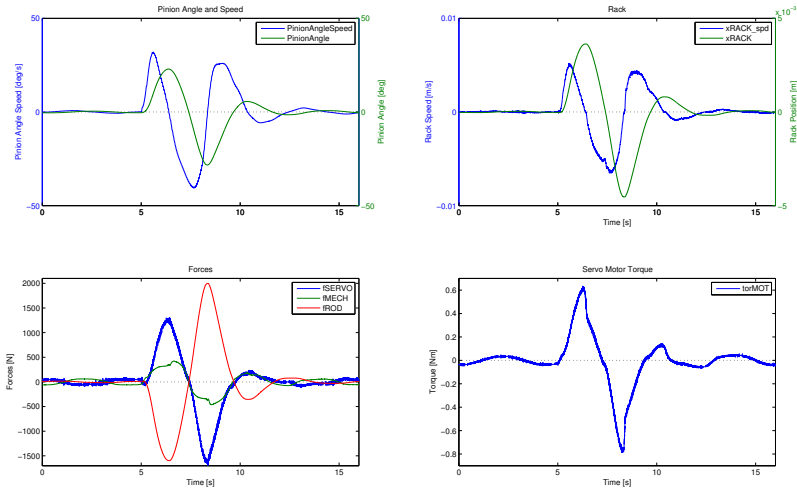 Pinion Angle and Speed
50
0
−50
Pinion Angle Speed [deg/s]
PinionAngleSpeed
PinionAngle
50
0
−50
Pinion Angle [deg]
0
5
10
15
Rack
0.01
0
−0.01
Rack Speed [m/s]
xRACK_spd
xRACK
x 10⁻³
5
0
−5
Rack Position [m]
0
5
10
15
Time [s]
Forces
2000
1500
1000
500
0
−500
−1000
−1500
Forces [N]
fSERVO
fMECH
fROD
0
5
10
15
Time [s]
Servo Motor Torque
0.6
0.4
0.2
0
−0.2
−0.4
−0.6
−0.8
Torque [Nm]
torMOT
0
5
10
15
Time [s]